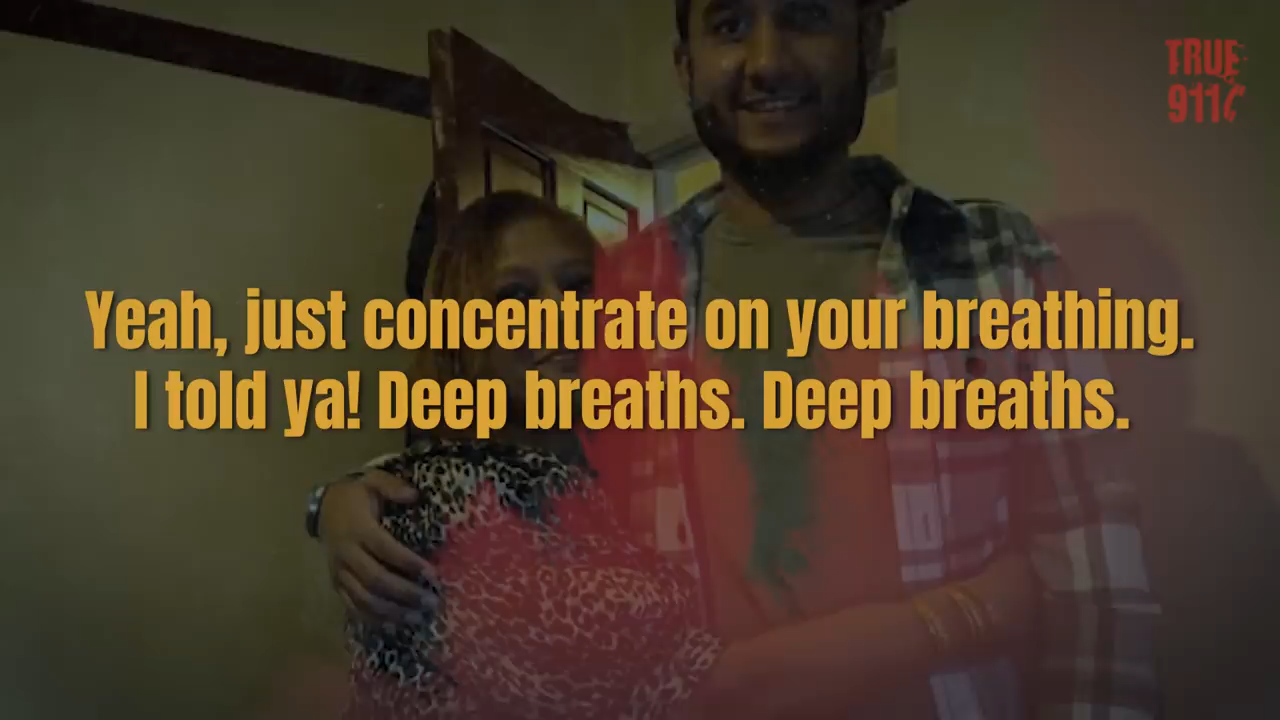 TRUE
911
Yeah, just concentrate on your breathing.
I told ya! Deep breaths. Deep breaths.